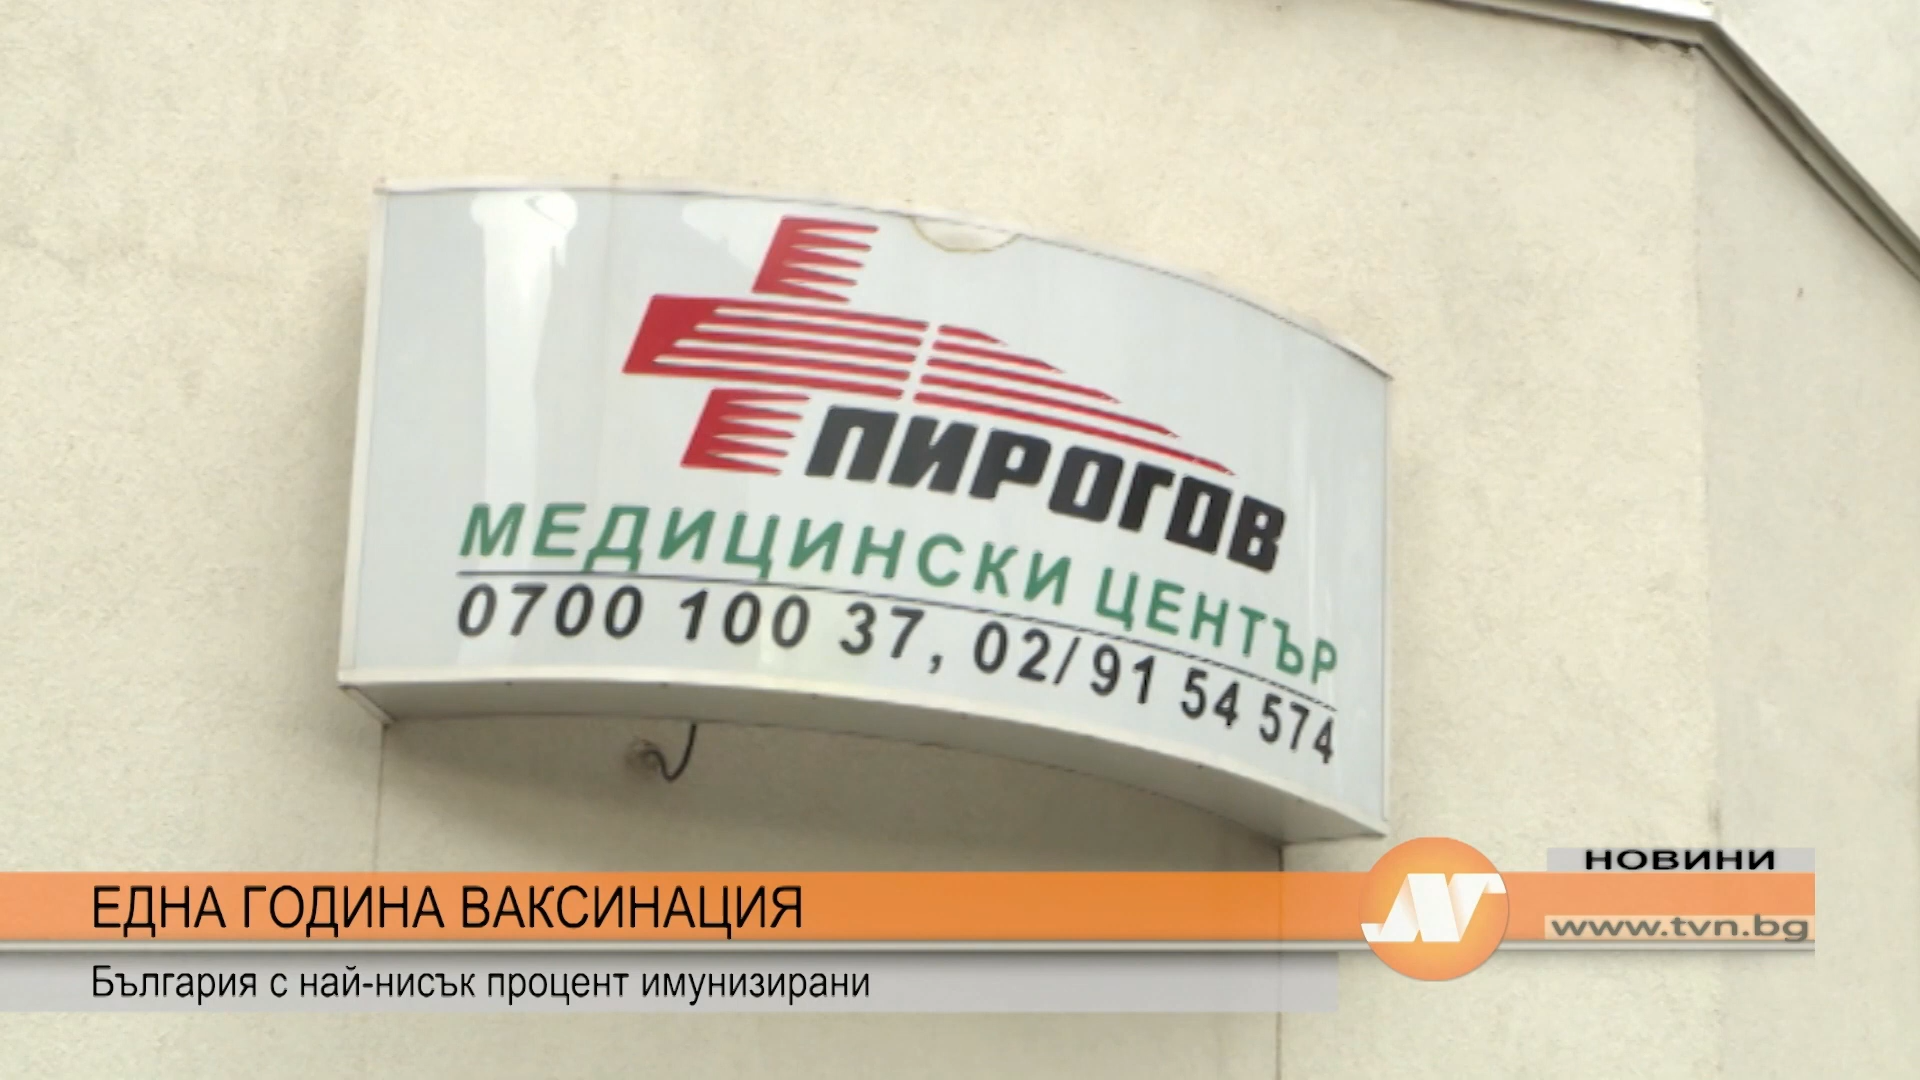 ПИРОГОВ
МЕДИЦИНСКИ ЦЕНТЪР
0700 100 37, 02/91 54 574
ЕДНА ГОДИНА ВАКСИНАЦИЯ
България с най-нисък процент имунизирани
НОВИНИ
www.tvn.bg